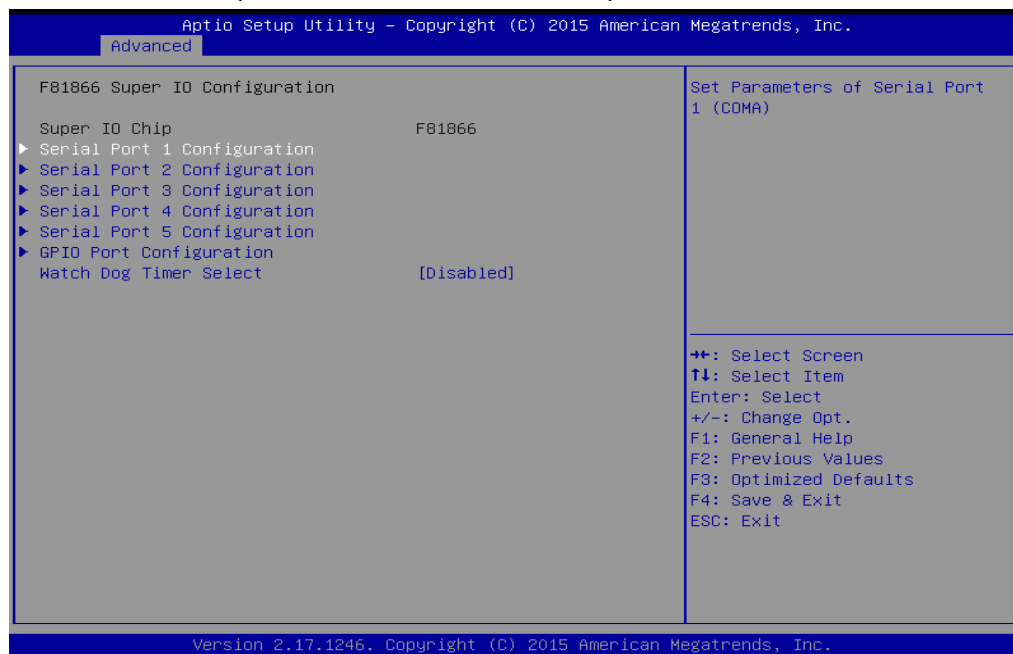 Aptio Setup Utility – Copyright (C) 2015 American Megatrends, Inc.
Advanced
F81866 Super IO Configuration
Super IO Chip F81866
Serial Port 1 Configuration
Serial Port 2 Configuration
Serial Port 3 Configuration
Serial Port 4 Configuration
Serial Port 5 Configuration
GPIO Port Configuration
Watch Dog Timer Select [Disabled]
Set Parameters of Serial Port
1 (COMA)
→←: Select Screen
↑↓: Select Item
Enter: Select
+/-: Change Opt.
F1: General Help
F2: Previous Values
F3: Optimized Defaults
F4: Save & Exit
ESC: Exit
Version 2.17.1246. Copyright (C) 2015 American Megatrends, Inc.